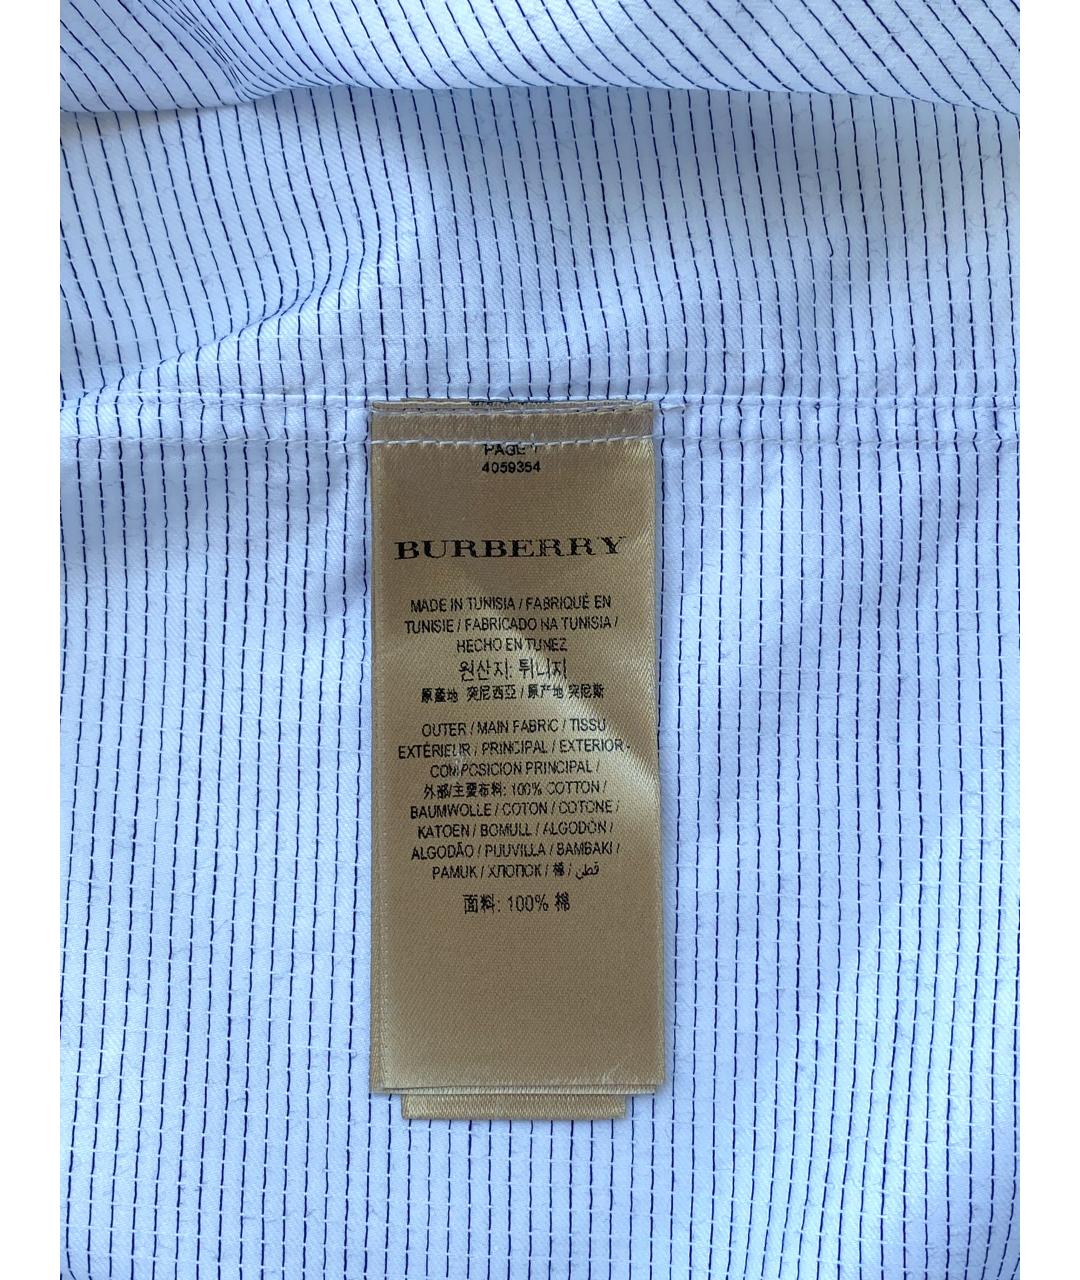 PAGE 1
4059354
BURBERRY
MADE IN TUNISIA / FABRIQUÉ EN
TUNISIE / FABRICADO NA TUNISIA /
HECHO EN TUNEZ
원산지: 튀니지
原產地 突尼西亞 / 原产地 突尼斯
OUTER / MAIN FABRIC / TISSU
EXTÉRIEUR / PRINCIPAL / EXTERIOR-
COMPOSICION PRINCIPAL /
外部/主要布料: 100% COTTON /
BAUMWOLLE / COTON / COTONE /
KATOEN / BOMULL / ALGODÓN /
ALGODÃO / PUUVILLA / BAMBAKI /
PAMUK / ХЛОПОК / 棉 / قطن
面料: 100% 棉